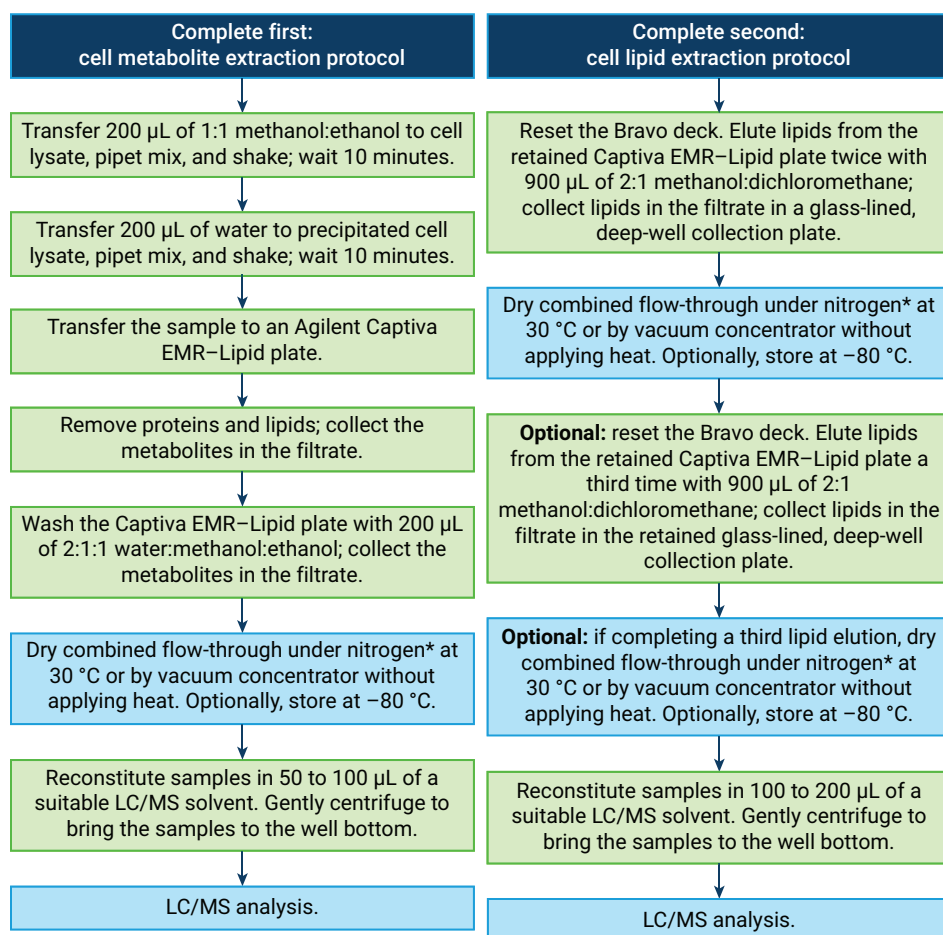 Complete first:
cell metabolite extraction protocol
Transfer 200 µL of 1:1 methanol:ethanol to cell
lysate, pipet mix, and shake; wait 10 minutes.
Transfer 200 µL of water to precipitated cell
lysate, pipet mix, and shake; wait 10 minutes.
Transfer the sample to an Agilent Captiva
EMR–Lipid plate.
Remove proteins and lipids; collect the
metabolites in the filtrate.
Wash the Captiva EMR–Lipid plate with 200 µL
of 2:1:1 water:methanol:ethanol; collect the
metabolites in the filtrate.
Dry combined flow-through under nitrogen* at
30 °C or by vacuum concentrator without
applying heat. Optionally, store at –80 °C.
Reconstitute samples in 50 to 100 µL of a
suitable LC/MS solvent. Gently centrifuge to
bring the samples to the well bottom.
LC/MS analysis.
Complete second:
cell lipid extraction protocol
Reset the Bravo deck. Elute lipids from the
retained Captiva EMR–Lipid plate twice with
900 µL of 2:1 methanol:dichloromethane;
collect lipids in the filtrate in a glass-lined,
deep-well collection plate.
Dry combined flow-through under nitrogen* at
30 °C or by vacuum concentrator without
applying heat. Optionally, store at –80 °C.
Optional: reset the Bravo deck. Elute lipids
from the retained Captiva EMR–Lipid plate a
third time with 900 µL of 2:1
methanol:dichloromethane; collect lipids in the
filtrate in the retained glass-lined, deep-well
collection plate.
Optional: if completing a third lipid elution, dry
combined flow-through under nitrogen* at
30 °C or by vacuum concentrator without
applying heat. Optionally, store at –80 °C.
Reconstitute samples in 100 to 200 µL of a
suitable LC/MS solvent. Gently centrifuge to
bring the samples to the well bottom.
LC/MS analysis.